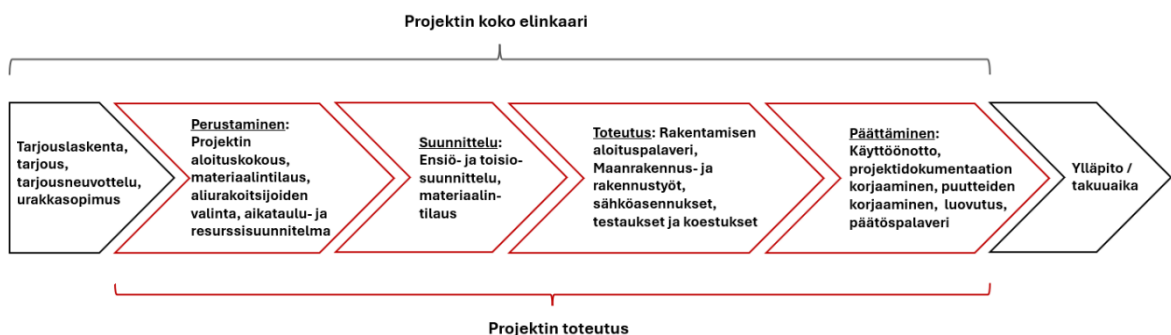 Projektin koko elinkaari
Tarjouslaskenta,
tarjous,
tarjousneuvottelu,
urakkasopimus
Perustaminen:
Projektin
aloituskokous,
materiaalintilaus,
aliurakoitsijoiden
valinta, aikataulu- ja
resurssisuunnitelma
Suunnittelu:
Ensiö- ja toisio-
suunnittelu,
materiaalin-
tilaus
Toteutus: Rakentamisen
aloituspalaveri,
Maanrakennus- ja
rakennustyöt,
sähköasennukset,
testaukset ja koestukset
Päättäminen:
Käyttöönotto,
projektidokumentaation
korjaaminen, puutteiden
korjaaminen, luovutus,
päätöspalaveri
Ylläpito /
takuuaika
Projektin toteutus